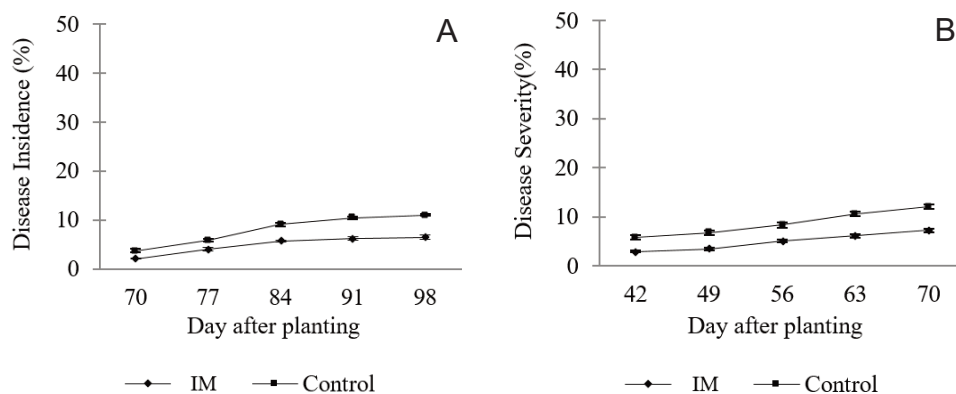 A
Disease Insidence (%)
50
40
30
20
10
0
70 77 84 91 98
Day after planting
IM Control
B
Disease Severity(%)
50
40
30
20
10
0
42 49 56 63 70
Day after planting
IM Control